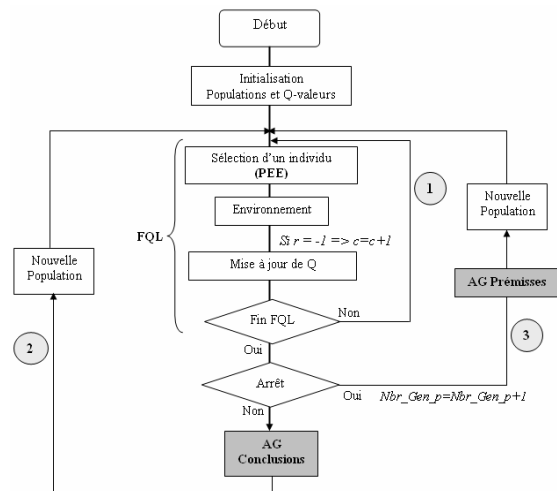 Début
Initialisation
Populations et Q-valeurs
Sélection d'un individu
(PEE)
1
Nouvelle
Population
Environnement
FQL
Si r = -1 => c=c+1
Nouvelle
Population
Mise à jour de Q
AG Prémisses
Fin FQL
Non
2
3
Oui
Arrêt
Oui
Nbr_Gen_p=Nbr_Gen_p+1
Non
AG
Conclusions